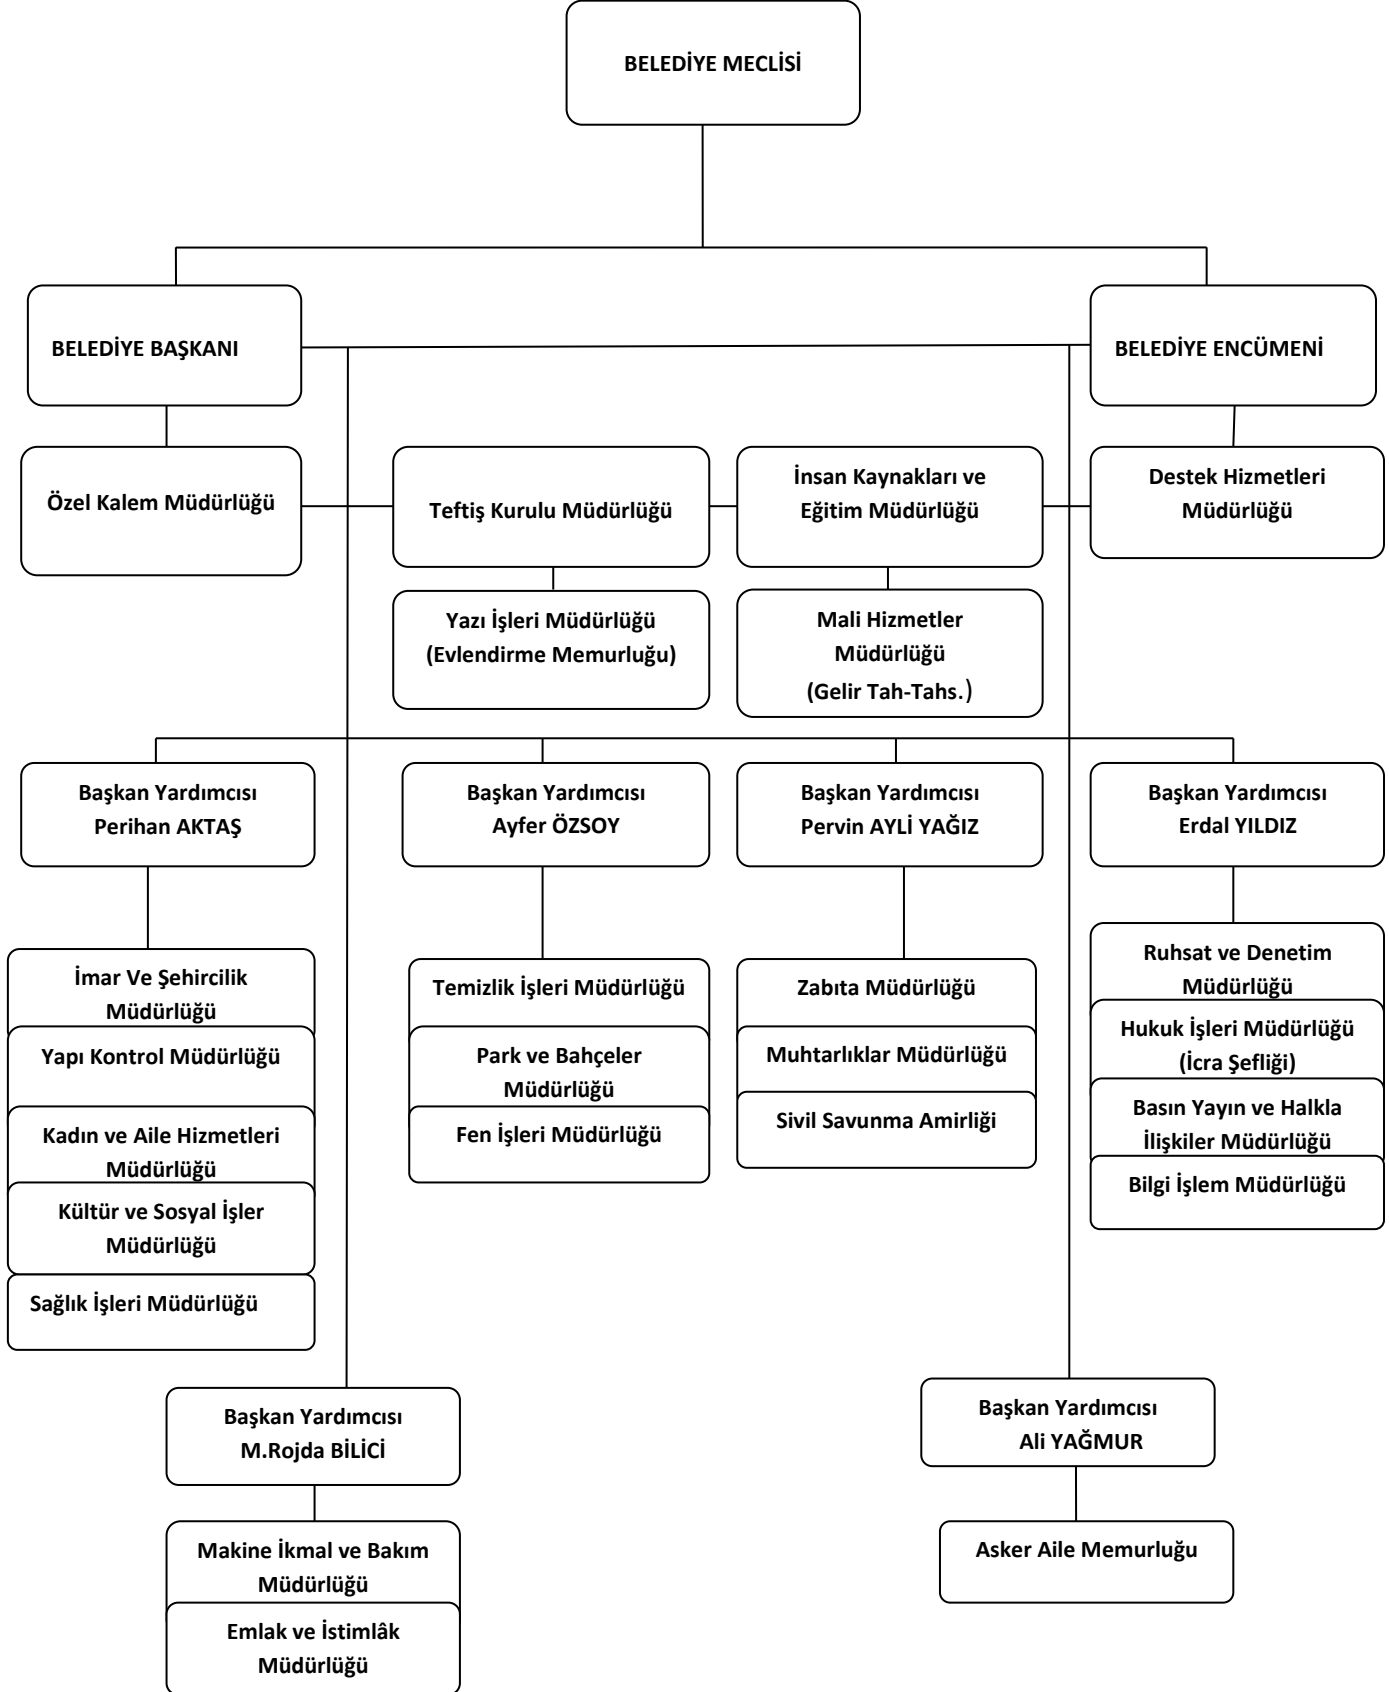 BELEDİYE MECLİSİ
BELEDİYE BAŞKANI
BELEDİYE ENCÜMENİ
Özel Kalem Müdürlüğü
Teftiş Kurulu Müdürlüğü
İnsan Kaynakları ve
Eğitim Müdürlüğü
Destek Hizmetleri
Müdürlüğü
Yazı İşleri Müdürlüğü
(Evlendirme Memurluğu)
Mali Hizmetler
Müdürlüğü
(Gelir Tah-Tahs.)
Başkan Yardımcısı
Perihan AKTAŞ
Başkan Yardımcısı
Ayfer ÖZSOY
Başkan Yardımcısı
Pervin AYLİ YAĞIZ
Başkan Yardımcısı
Erdal YILDIZ
İmar Ve Şehircilik
Müdürlüğü
Yapı Kontrol Müdürlüğü
Kadın ve Aile Hizmetleri
Müdürlüğü
Kültür ve Sosyal İşler
Müdürlüğü
Sağlık İşleri Müdürlüğü
Temizlik İşleri Müdürlüğü
Park ve Bahçeler
Müdürlüğü
Fen İşleri Müdürlüğü
Zabıta Müdürlüğü
Muhtarlıklar Müdürlüğü
Sivil Savunma Amirliği
Ruhsat ve Denetim
Müdürlüğü
Hukuk İşleri Müdürlüğü
(İcra Şefliği)
Basın Yayın ve Halkla
İlişkiler Müdürlüğü
Bilgi İşlem Müdürlüğü
Başkan Yardımcısı
M.Rojda BİLİCİ
Makine İkmal ve Bakım
Müdürlüğü
Emlak ve İstimlâk
Müdürlüğü
Başkan Yardımcısı
Ali YAĞMUR
Asker Aile Memurluğu